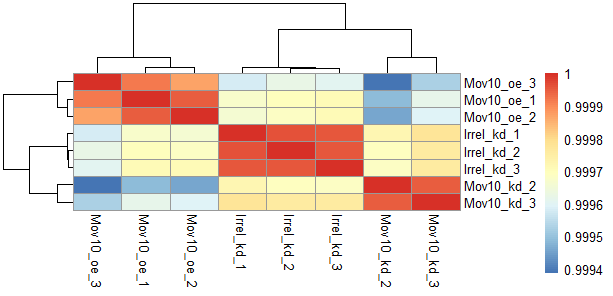 Mov10_oe_3
Mov10_oe_1
Mov10_oe_2
Irrel_kd_1
Irrel_kd_2
Irrel_kd_3
Mov10_kd_2
Mov10_kd_3
1
0.9999
0.9998
0.9997
0.9996
0.9995
0.9994
Mov10_oe_3
Mov10_oe_1
Mov10_oe_2
Irrel_kd_1
Irrel_kd_2
Irrel_kd_3
Mov10_kd_2
Mov10_kd_3